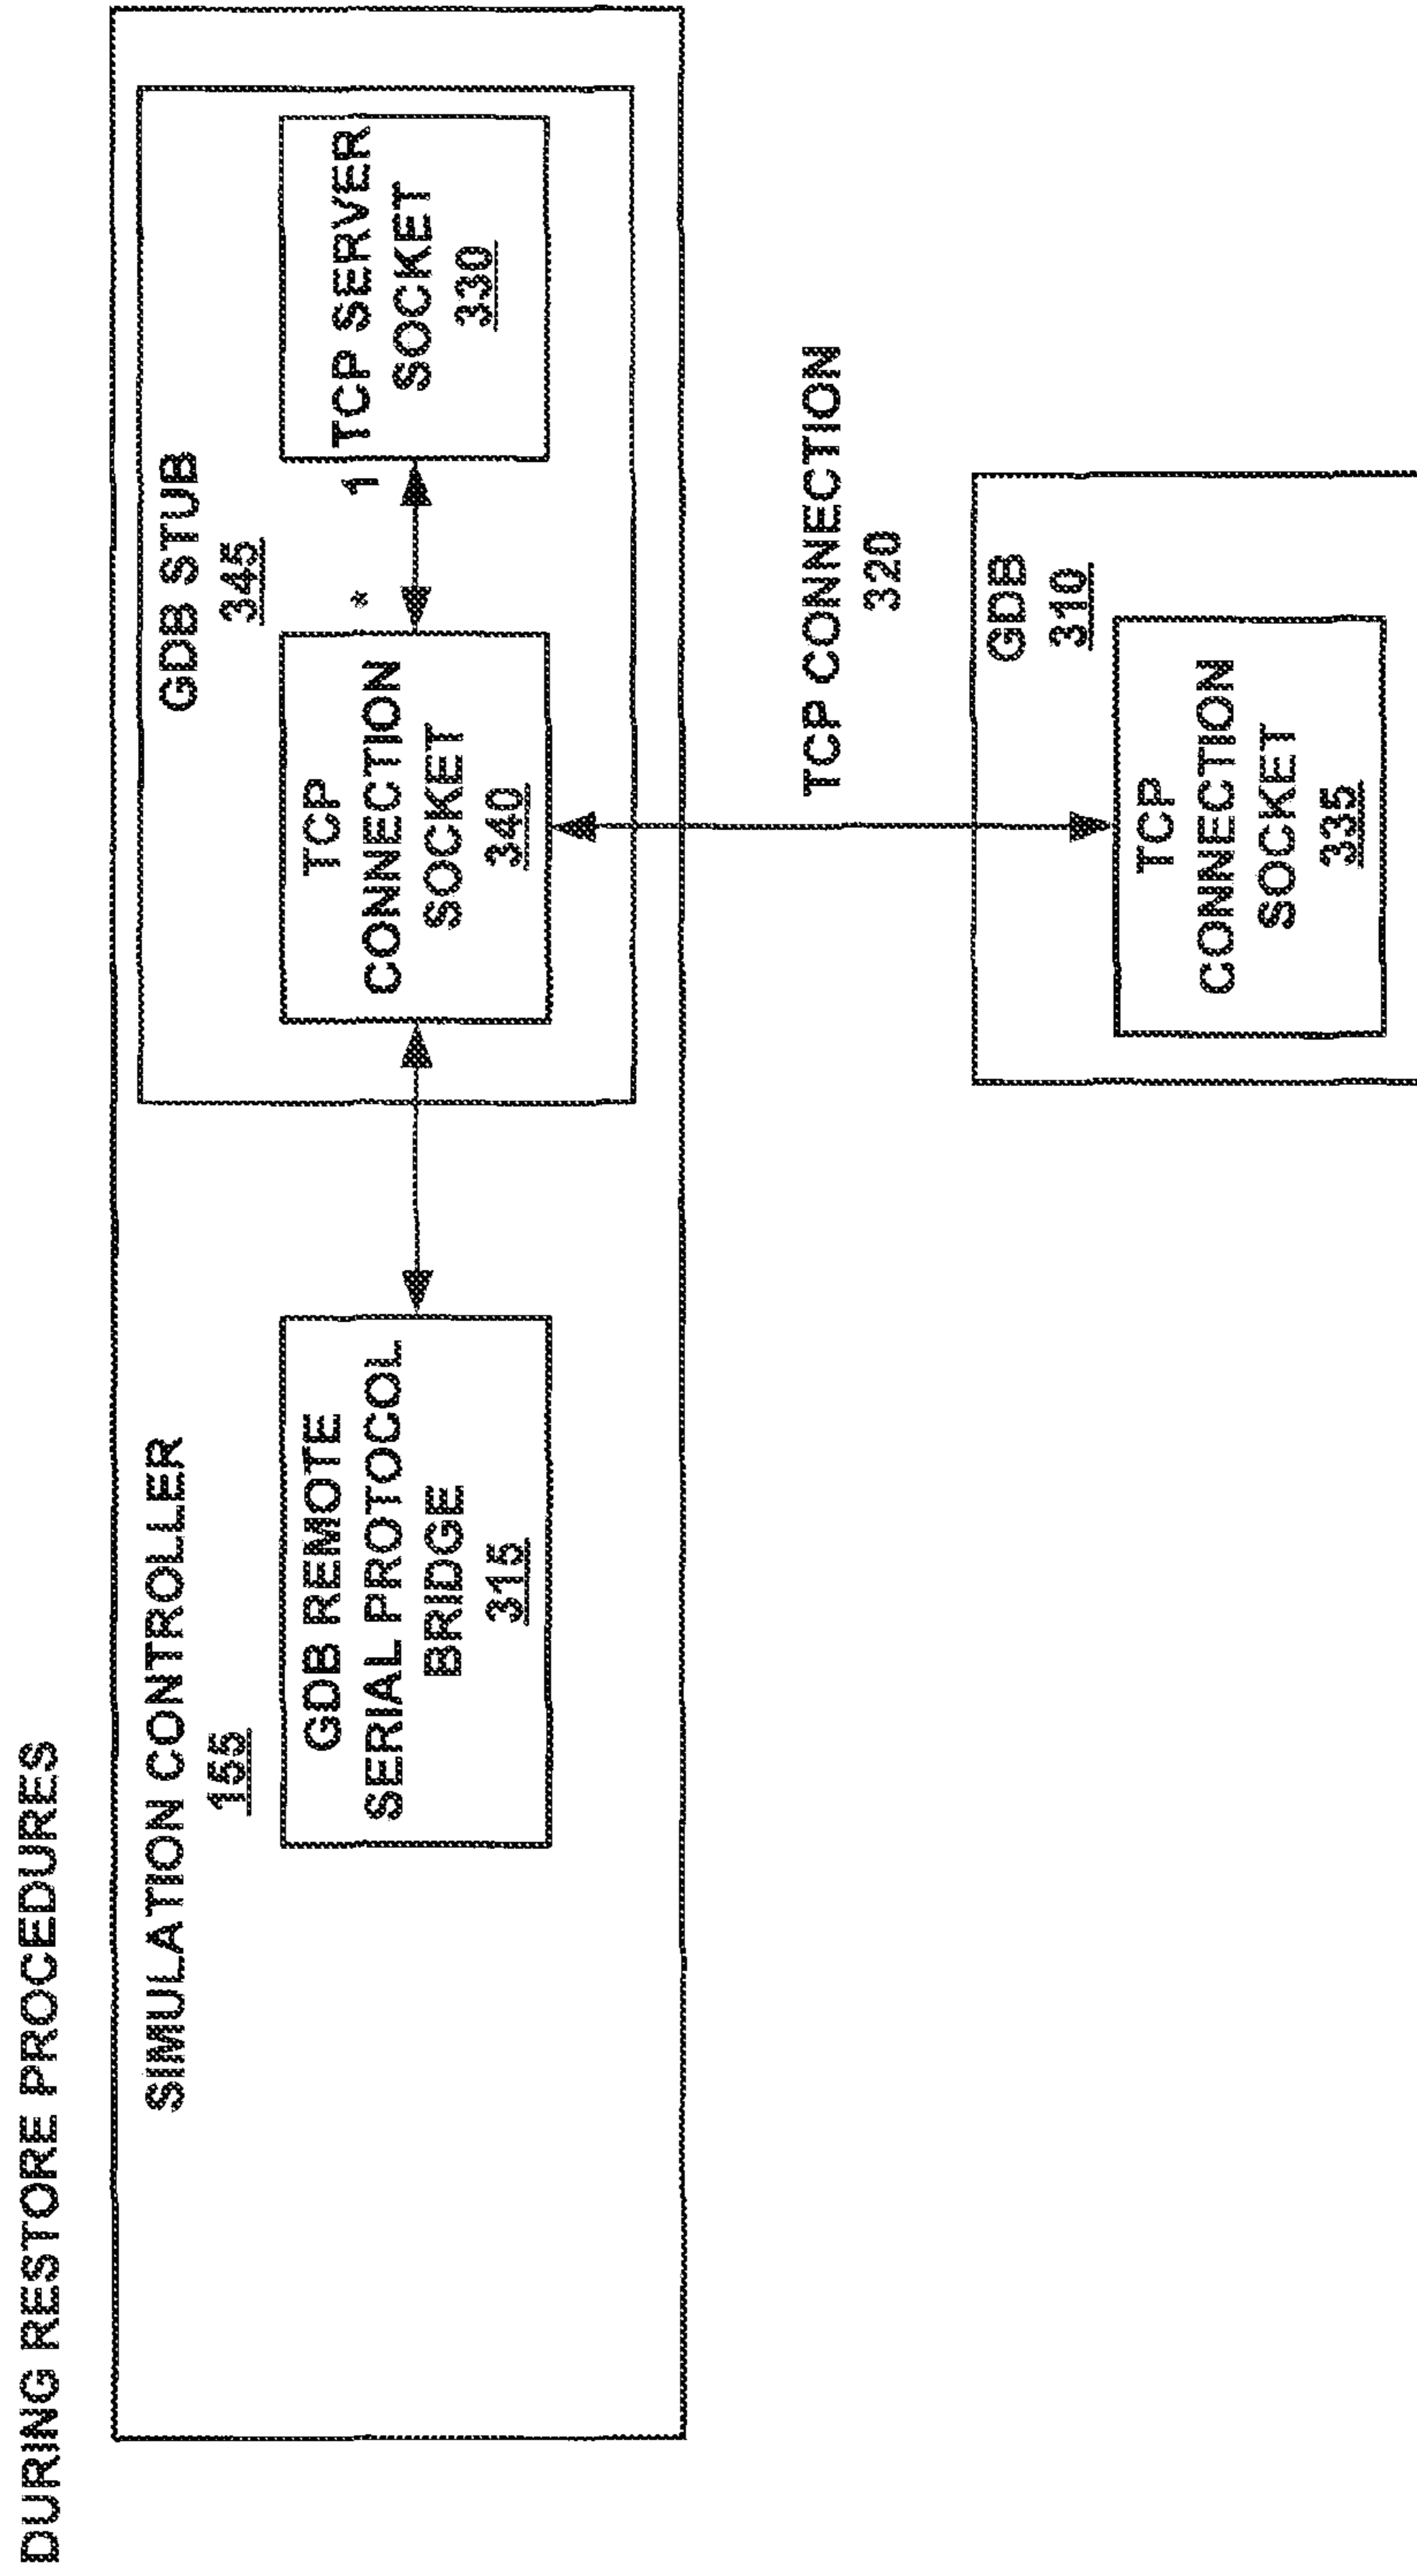 DURING RESTORE PROCEDURES
SIMULATION CONTROLLER
155
GDB REMOTE
SERIAL PROTOCOL
BRIDGE
315
GDB STUB
345
TCP
CONNECTION
SOCKET
340
*
1
TCP SERVER
SOCKET
330
TCP CONNECTION
320
GDB
310
TCP
CONNECTION
SOCKET
335